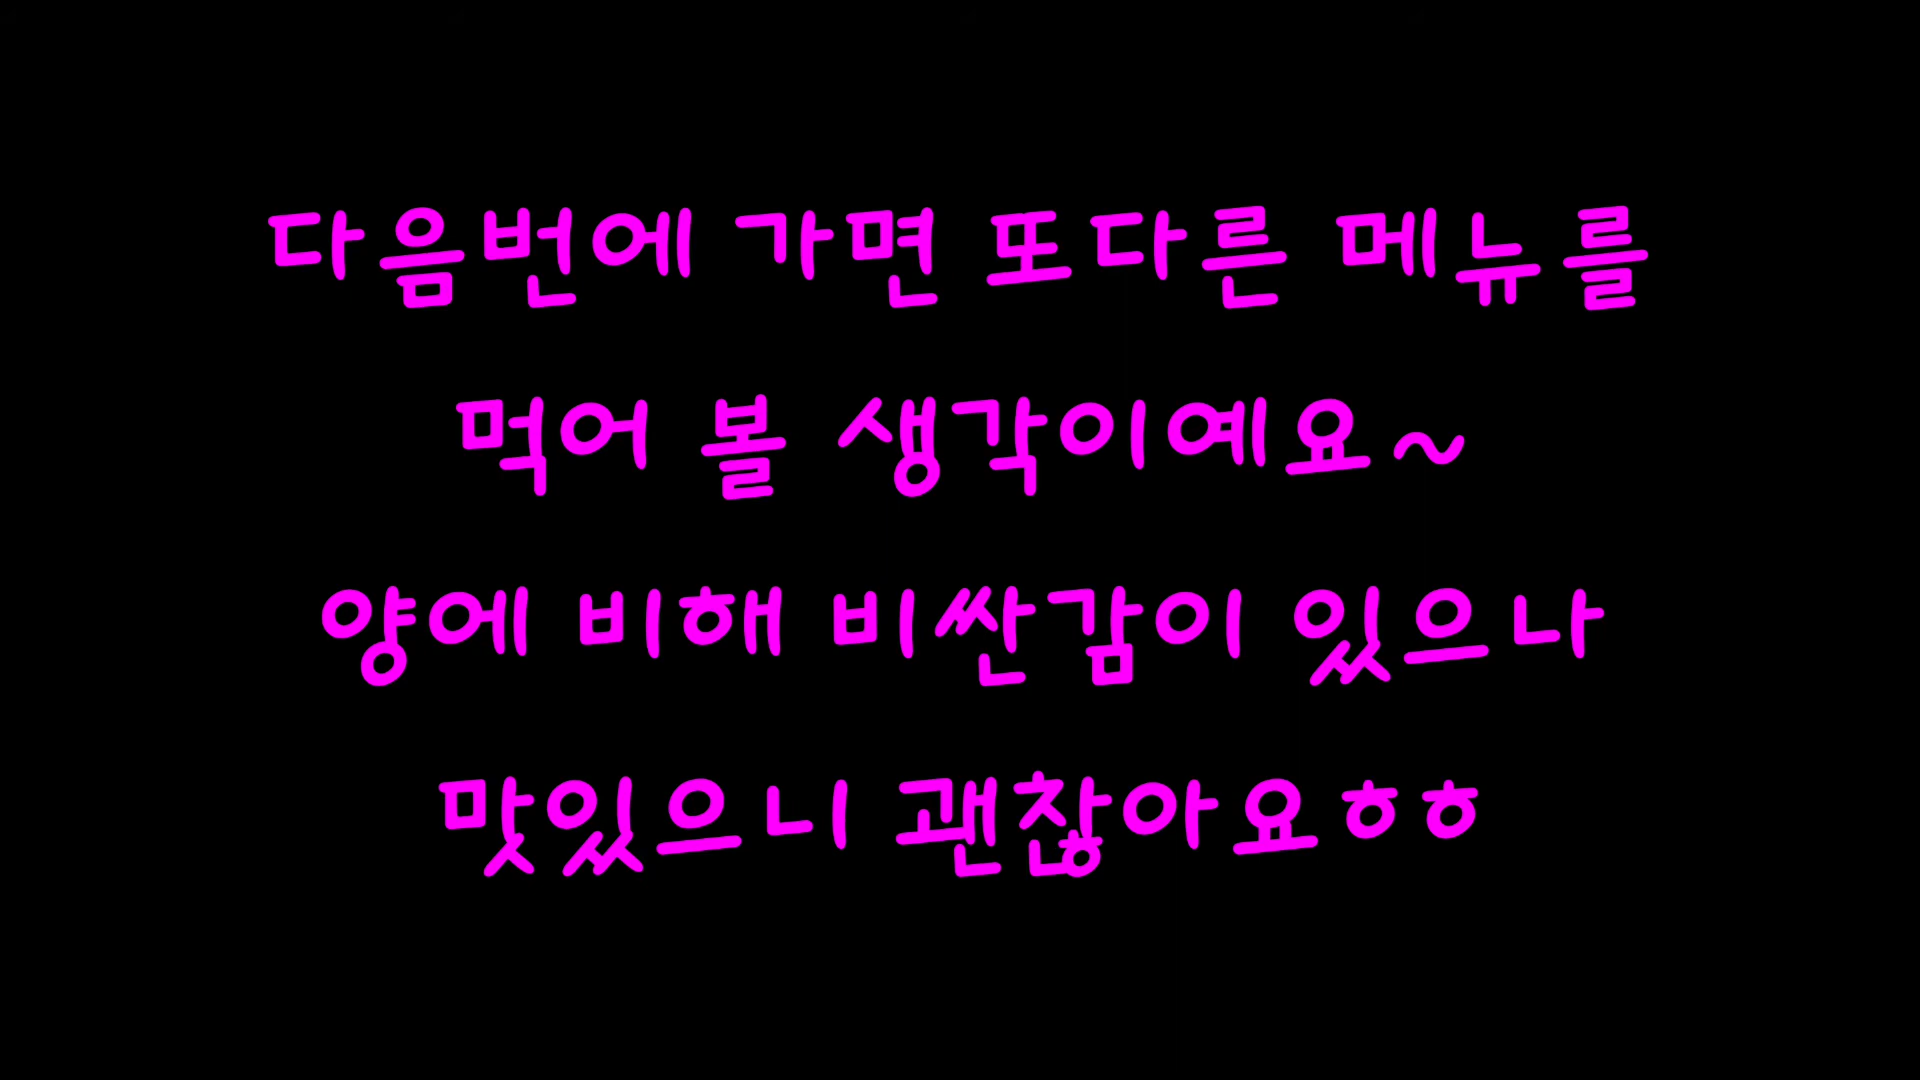 다음번에 가면 또다른 메뉴를
먹어 볼 생각이예요~
양에 비해 비싼감이 있으나
맛있으니 괜찮아요ㅎㅎ